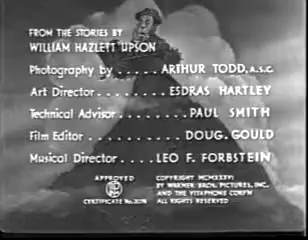 FROM THE STORIES BY
WILLIAM HAZLETT UPSON
Photography by ..... ARTHUR TODD, A.S.C.
Art Director ........ ESDRAS HARTLEY
Technical Advisor ........ PAUL SMITH
Film Editor .......... DOUG. GOULD
Musical Director .... LEO F. FORBSTEIN
APPROVED
CERTIFICATE No.
COPYRIGHT MCMXXXVI
BY WARNER BROS. PICTURES, INC.
AND THE VITAPHONE CORP'N
ALL RIGHTS RESERVED